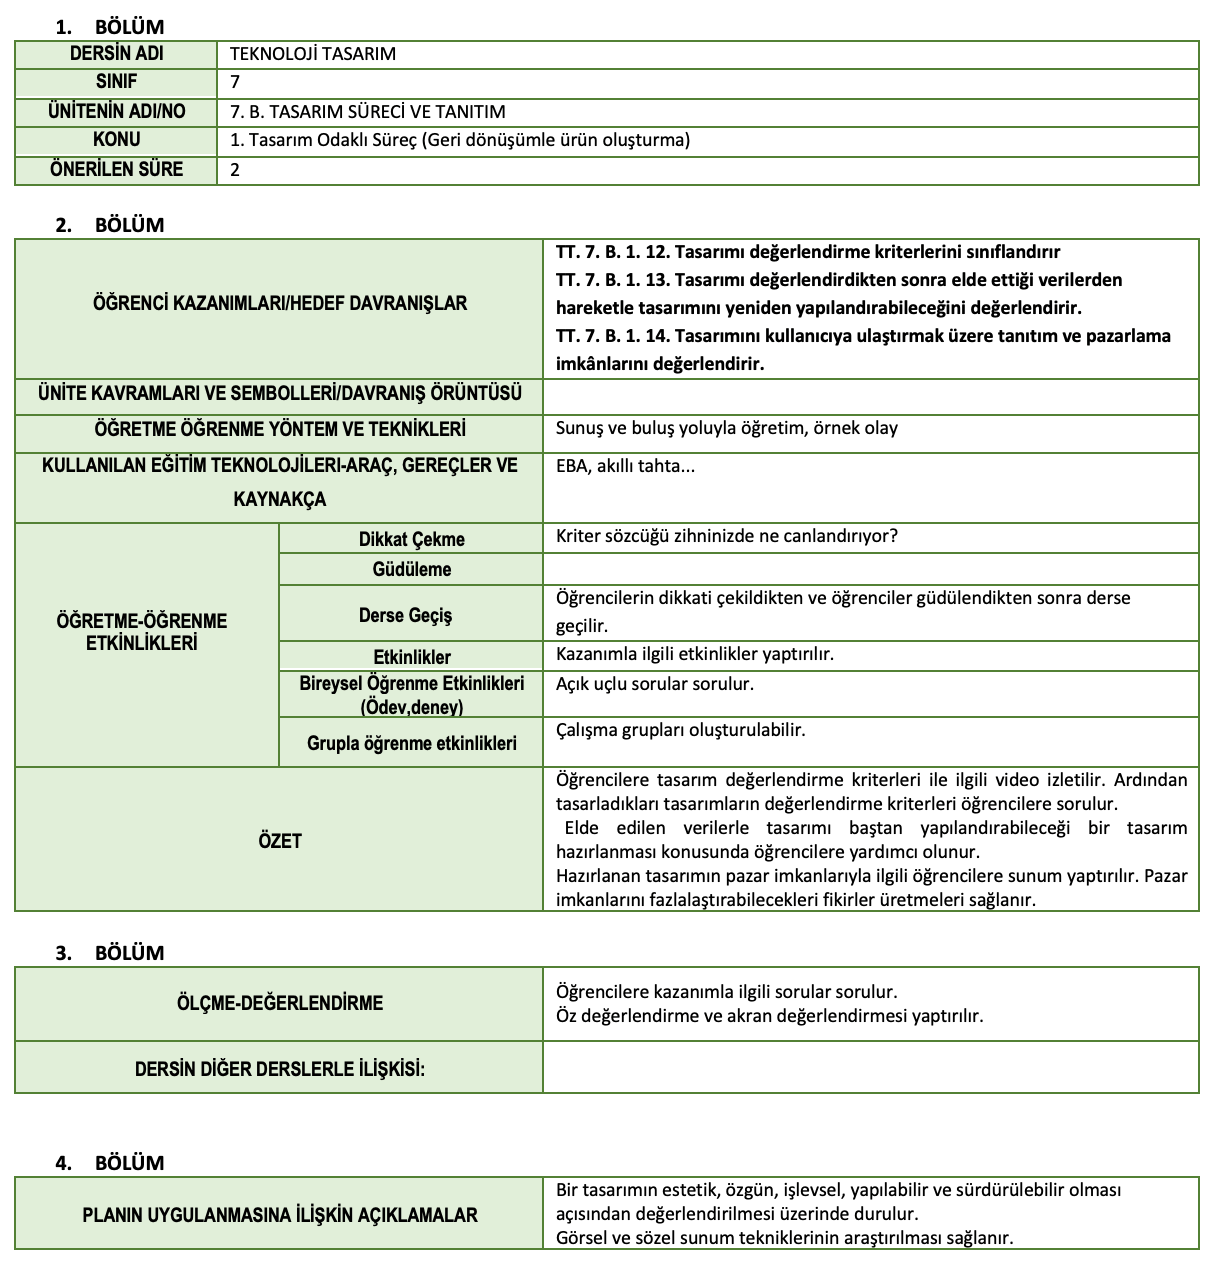 1. BÖLÜM
DERSİN ADI TEKNOLOJİ TASARIM
SINIF 7
ÜNİTENİN ADI/NO 7. B. TASARIM SÜRECİ VE TANITIM
KONU 1. Tasarım Odaklı Süreç (Geri dönüşümle ürün oluşturma)
ÖNERİLEN SÜRE 2
2. BÖLÜM
ÖĞRENCİ KAZANIMLARI/HEDEF DAVRANIŞLAR
TT. 7. B. 1. 12. Tasarımı değerlendirme kriterlerini sınıflandırır
TT. 7. B. 1. 13. Tasarımı değerlendirdikten sonra elde ettiği verilerden
hareketle tasarımını yeniden yapılandırabileceğini değerlendirir.
TT. 7. B. 1. 14. Tasarımını kullanıcıya ulaştırmak üzere tanıtım ve pazarlama
imkânlarını değerlendirir.
ÜNİTE KAVRAMLARI VE SEMBOLLERİ/DAVRANIŞ ÖRÜNTÜSÜ
ÖĞRETME ÖĞRENME YÖNTEM VE TEKNİKLERİ Sunuş ve buluş yoluyla öğretim, örnek olay
KULLANILAN EĞİTİM TEKNOLOJİLERI-ARAÇ, GEREÇLER VE
KAYNAKÇA
EBA, akıllı tahta...
ÖĞRETME-ÖĞRENME
ETKİNLİKLERİ
Dikkat Çekme Kriter sözcüğü zihninizde ne canlandırıyor?
Güdüleme
Derse Geçiş
Öğrencilerin dikkati çekildikten ve öğrenciler güdülendikten sonra derse
geçilir.
Etkinlikler Kazanımla ilgili etkinlikler yaptırılır.
Bireysel Öğrenme Etkinlikleri
(Ödev,deney)
Açık uçlu sorular sorulur.
Grupla öğrenme etkinlikleri Çalışma grupları oluşturulabilir.
ÖZET
Öğrencilere tasarım değerlendirme kriterleri ile ilgili video izletilir. Ardından
tasarladıkları tasarımların değerlendirme kriterleri öğrencilere sorulur.
Elde edilen verilerle tasarımı baştan yapılandırabileceği bir tasarım
hazırlanması konusunda öğrencilere yardımcı olunur.
Hazırlanan tasarımın pazar imkanlarıyla ilgili öğrencilere sunum yaptırılır. Pazar
imkanlarını fazlalaştırabilecekleri fikirler üretmeleri sağlanır.
3. BÖLÜM
ÖLÇME-DEĞERLENDİRME
Öğrencilere kazanımla ilgili sorular sorulur.
Öz değerlendirme ve akran değerlendirmesi yaptırılır.
DERSİN DİĞER DERSLERLE İLİŞKİSİ:
4. BÖLÜM
PLANIN UYGULANMASINA İLİŞKİN AÇIKLAMALAR
Bir tasarımın estetik, özgün, işlevsel, yapılabilir ve sürdürülebilir olması
açısından değerlendirilmesi üzerinde durulur.
Görsel ve sözel sunum tekniklerinin araştırılması sağlanır.